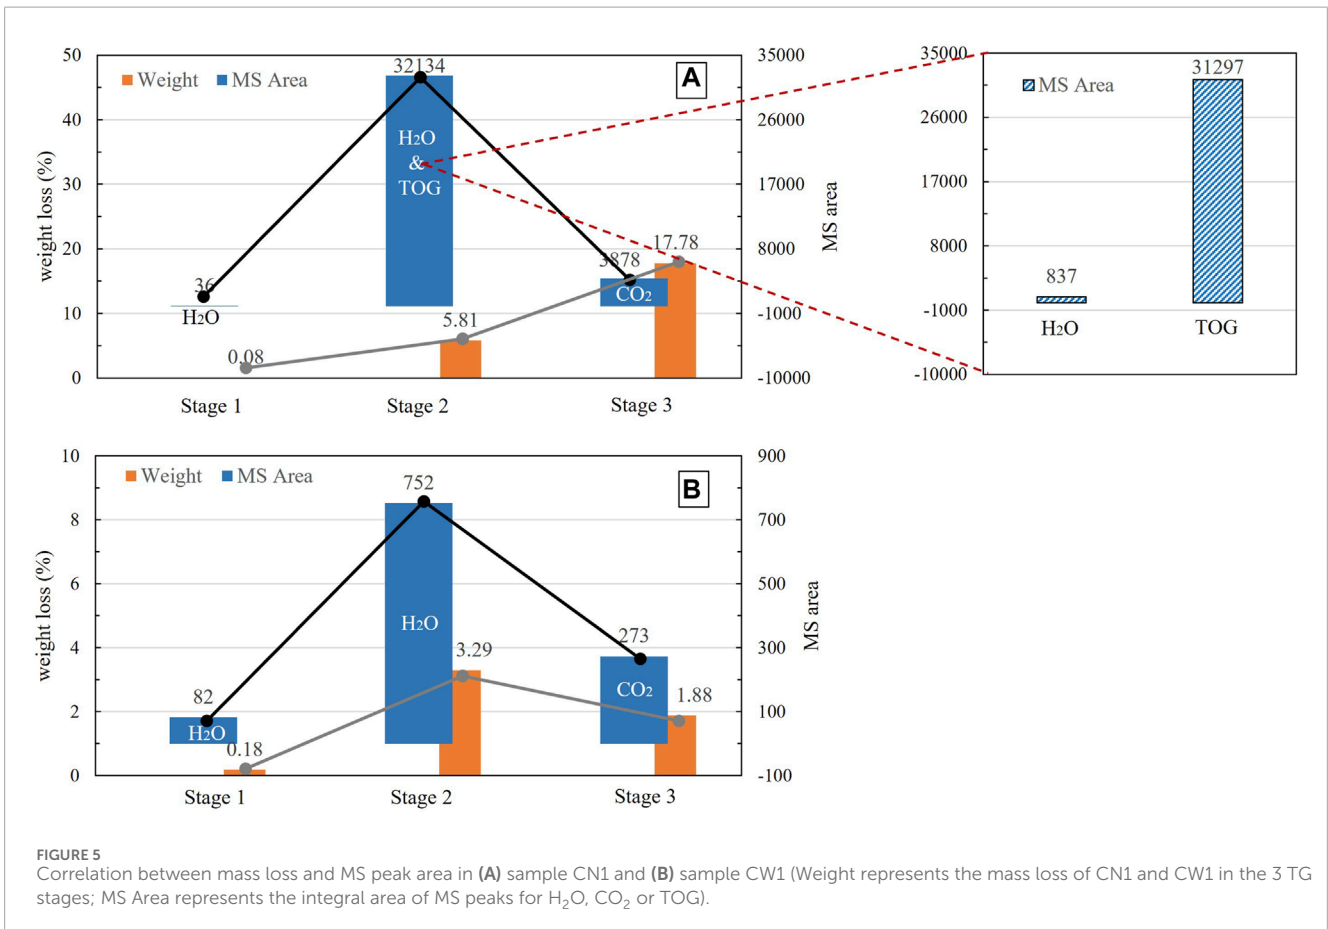 50
40
30
20
10
0
weight loss (%)
Weight
MS Area
A
32134
H2O
&
TOG
36
H2O
0.08
5.81
3878
CO2
17.78
35000
26000
17000
8000
-1000
-10000
MS area
Stage 1
Stage 2
Stage 3
35000
26000
17000
8000
-1000
-10000
MS Area
31297
837
H2O
TOG
10
8
6
4
2
0
weight loss (%)
Weight
MS Area
B
752
H2O
82
H2O
0.18
3.29
273
CO2
1.88
900
700
500
300
100
-100
MS area
Stage 1
Stage 2
Stage 3
FIGURE 5
Correlation between mass loss and MS peak area in (A) sample CN1 and (B) sample CW1 (Weight represents the mass loss of CN1 and CW1 in the 3 TG
stages; MS Area represents the integral area of MS peaks for H2O, CO2 or TOG).